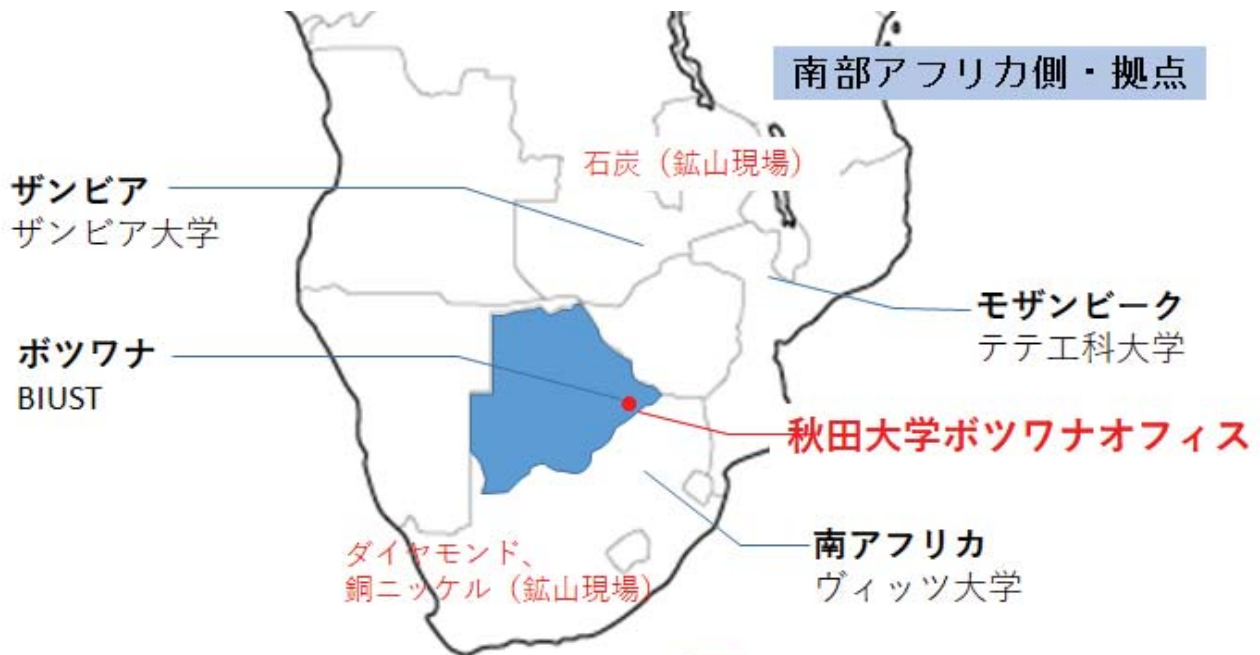 南部アフリカ側・拠点
石炭（鉱山現場）
ザンビア
ザンビア大学
モザンビーク
テテ工科大学
ボツワナ
BIUST
秋田大学ボツワナオフィス
南アフリカ
ヴィッツ大学
ダイヤモンド、
銅ニッケル（鉱山現場）